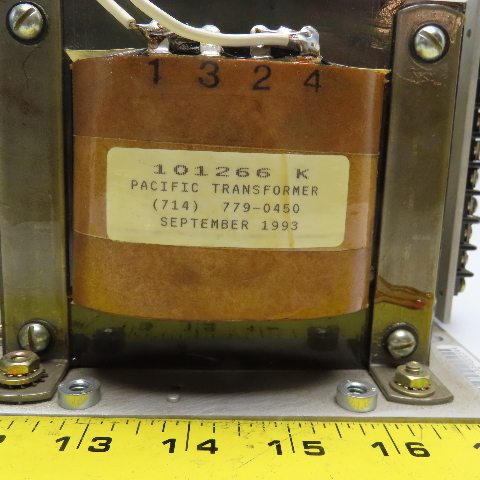 1 3 2 4
101266 K
PACIFIC TRANSFORMER
(714) 779-0450
SEPTEMBER 1993
13 14 15 16